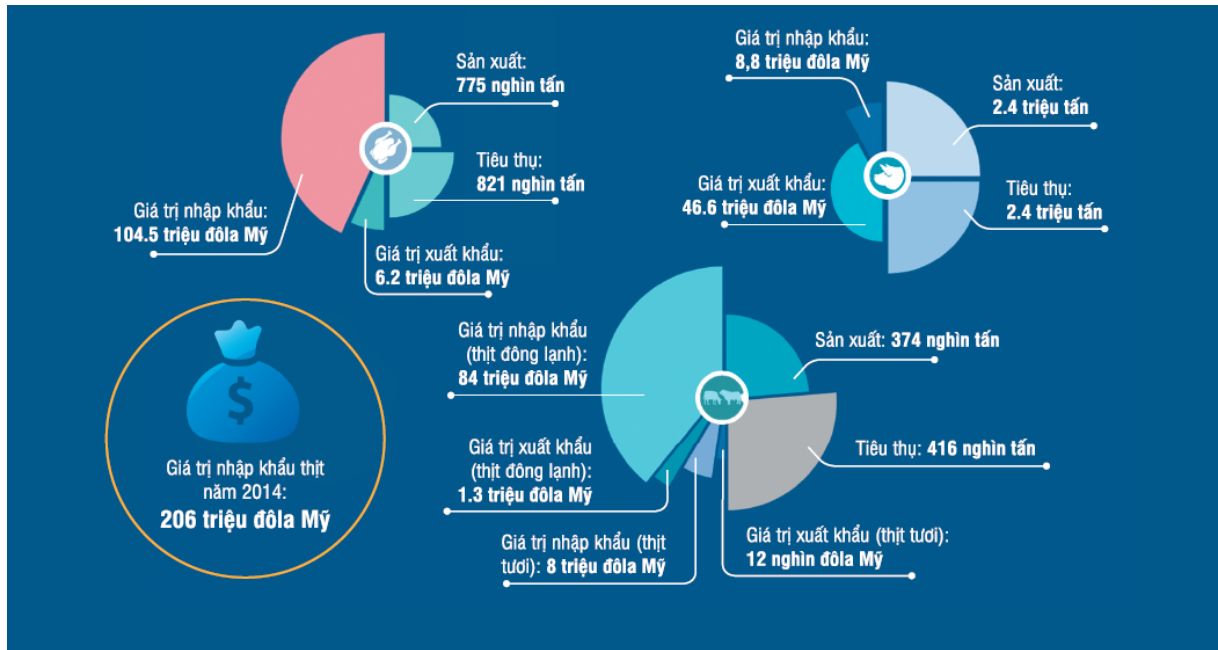 Sản xuất:
775 nghìn tấn
Tiêu thụ:
821 nghìn tấn
Giá trị nhập khẩu:
104.5 triệu đôla Mỹ
Giá trị xuất khẩu:
6.2 triệu đôla Mỹ
Giá trị nhập khẩu:
8,8 triệu đôla Mỹ
Sản xuất:
2.4 triệu tấn
Giá trị xuất khẩu:
46.6 triệu đôla Mỹ
Tiêu thụ:
2.4 triệu tấn
Giá trị nhập khẩu
(thịt đông lạnh):
84 triệu đôla Mỹ
Sản xuất: 374 nghìn tấn
Giá trị xuất khẩu
(thịt đông lạnh):
1.3 triệu đôla Mỹ
Tiêu thụ: 416 nghìn tấn
Giá trị nhập khẩu (thịt
tươi): 8 triệu đôla Mỹ
Giá trị xuất khẩu (thịt tươi):
12 nghìn đôla Mỹ
$
Giá trị nhập khẩu thịt
năm 2014:
206 triệu đôla Mỹ